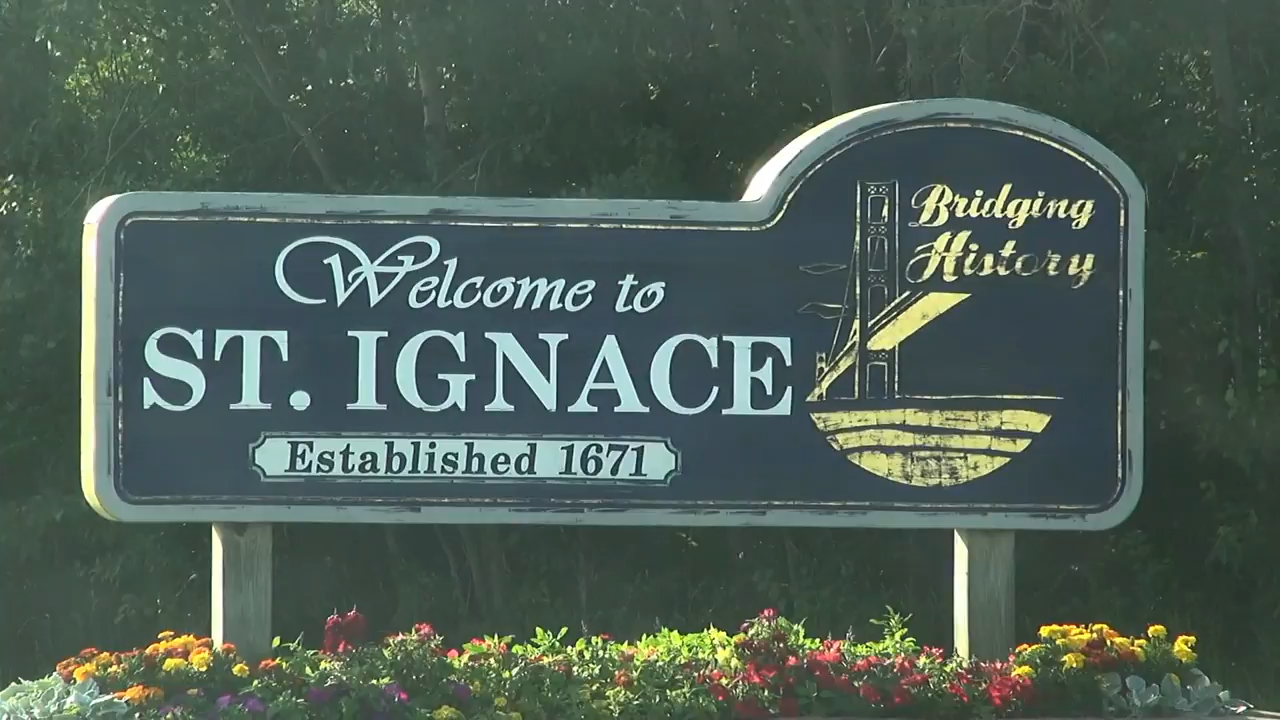 Welcome to
ST. IGNACE
Established 1671
Bridging
History